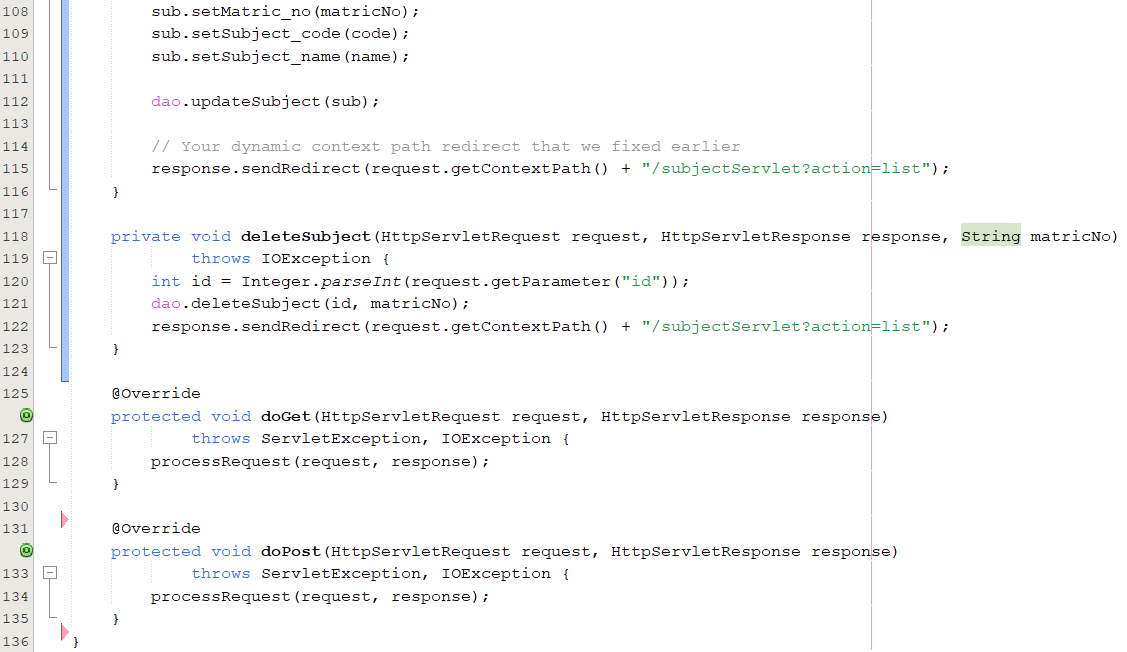 108             sub.setMatric_no(matricNo);
109             sub.setSubject_code(code);
110             sub.setSubject_name(name);
111
112             dao.updateSubject(sub);
113
114             // Your dynamic context path redirect that we fixed earlier
115             response.sendRedirect(request.getContextPath() + "/subjectServlet?action=list");
116         }
117
118         private void deleteSubject(HttpServletRequest request, HttpServletResponse response, String matricNo)
119                 throws IOException {
120             int id = Integer.parseInt(request.getParameter("id"));
121             dao.deleteSubject(id, matricNo);
122             response.sendRedirect(request.getContextPath() + "/subjectServlet?action=list");
123         }
124
125         @Override
        protected void doGet(HttpServletRequest request, HttpServletResponse response)
127                 throws ServletException, IOException {
128             processRequest(request, response);
129         }
130
131         @Override
        protected void doPost(HttpServletRequest request, HttpServletResponse response)
133                 throws ServletException, IOException {
134             processRequest(request, response);
135         }
136     }